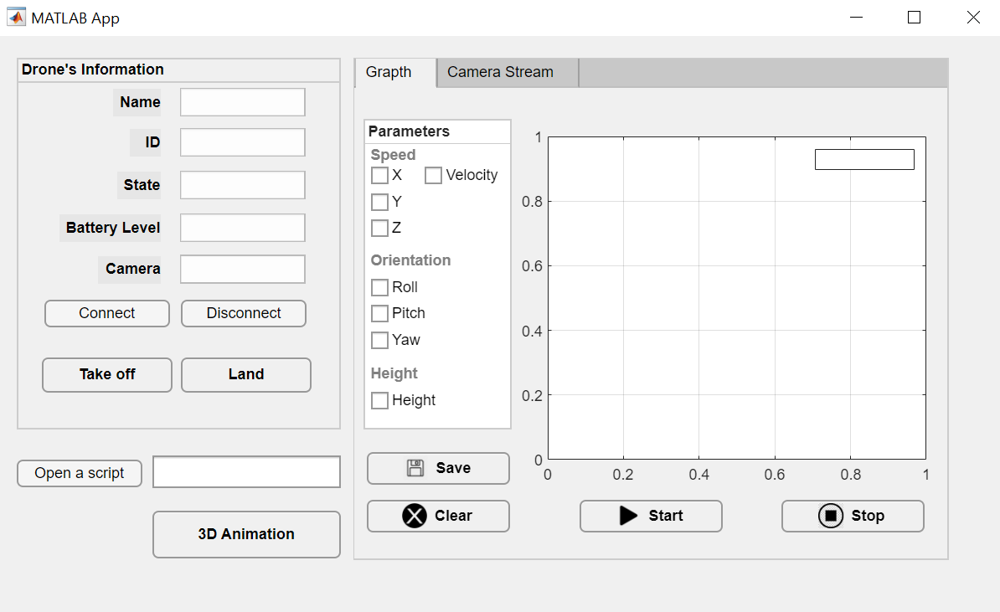 MATLAB App
Drone's Information
Name
ID
State
Battery Level
Camera
Connect
Disconnect
Take off
Land
Open a script
3D Animation
Grapth
Camera Stream
Parameters
Speed
X
Velocity
Y
Z
Orientation
Roll
Pitch
Yaw
Height
Height
Save
Clear
1
0.8
0.6
0.4
0.2
0
0 0.2 0.4 0.6 0.8 1
Start
Stop